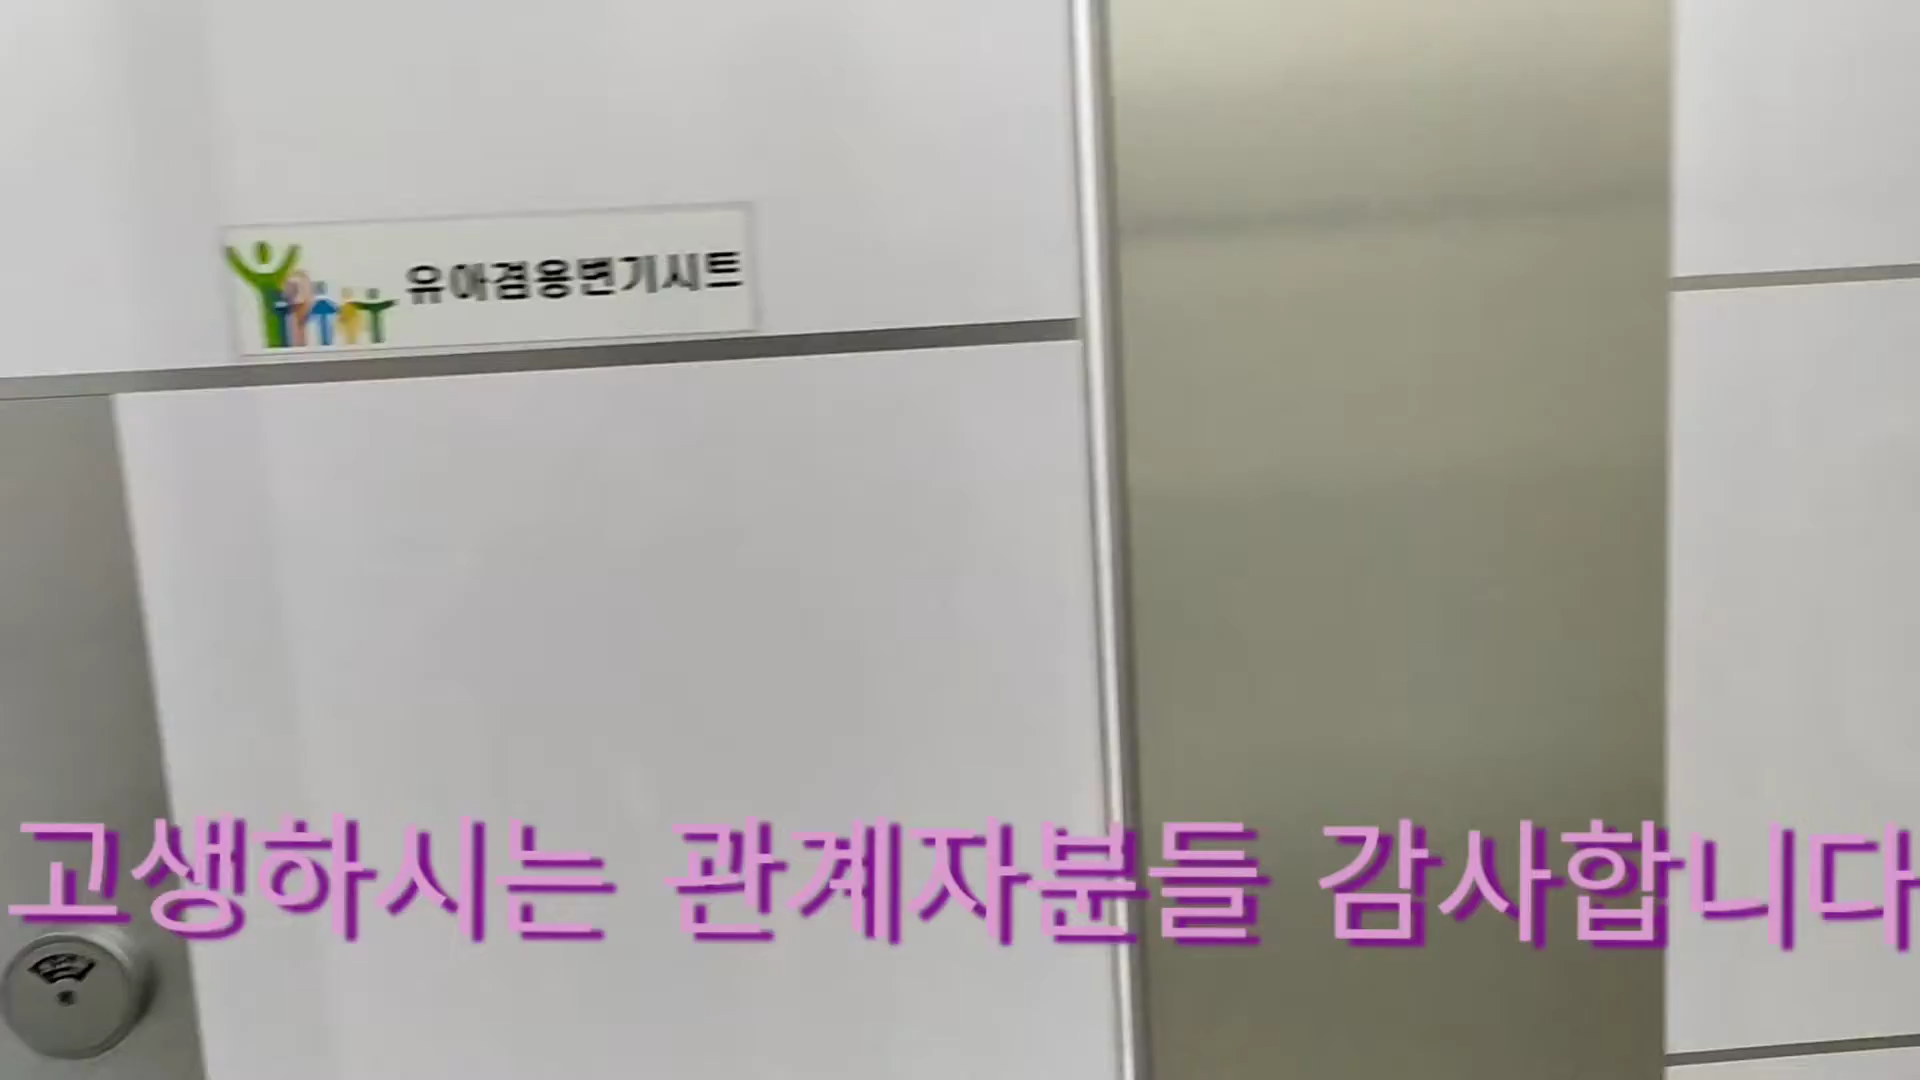 유아겸용변기시트
고생하시는 관계자분들 감사합니다